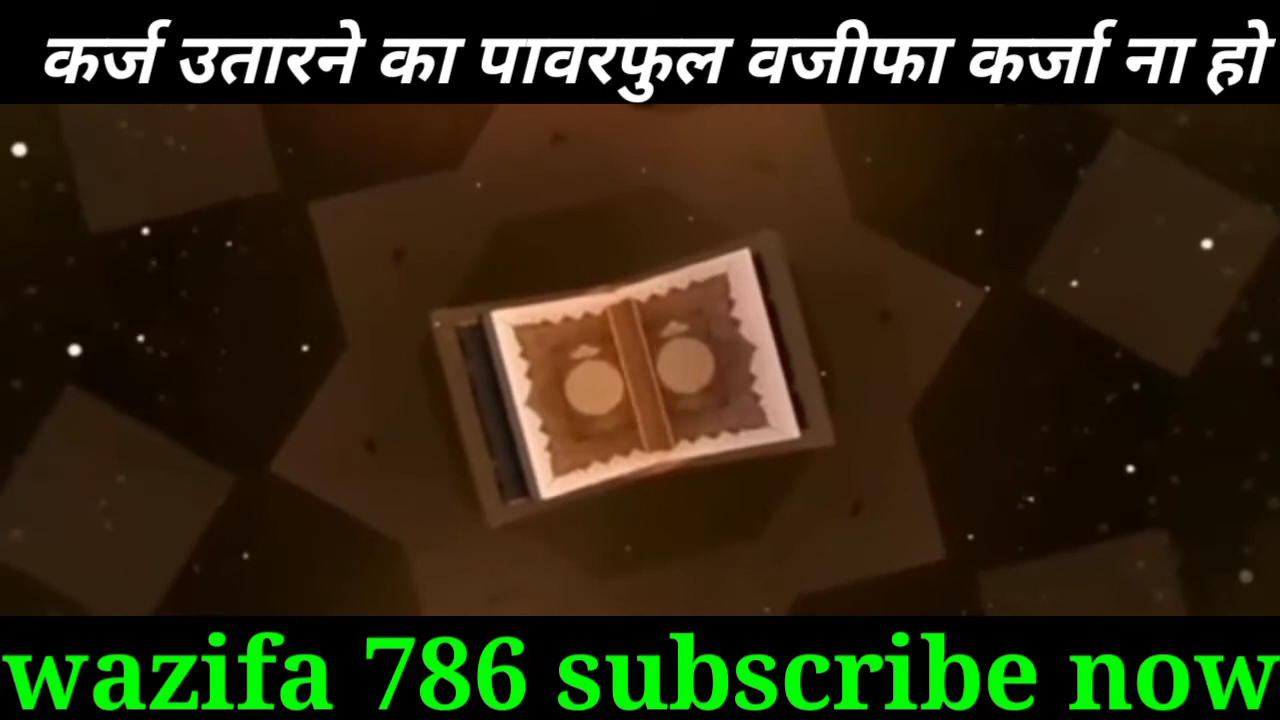 कर्ज उतारने का पावरफुल वजीफा कर्जा ना हो
wazifa 786 subscribe now